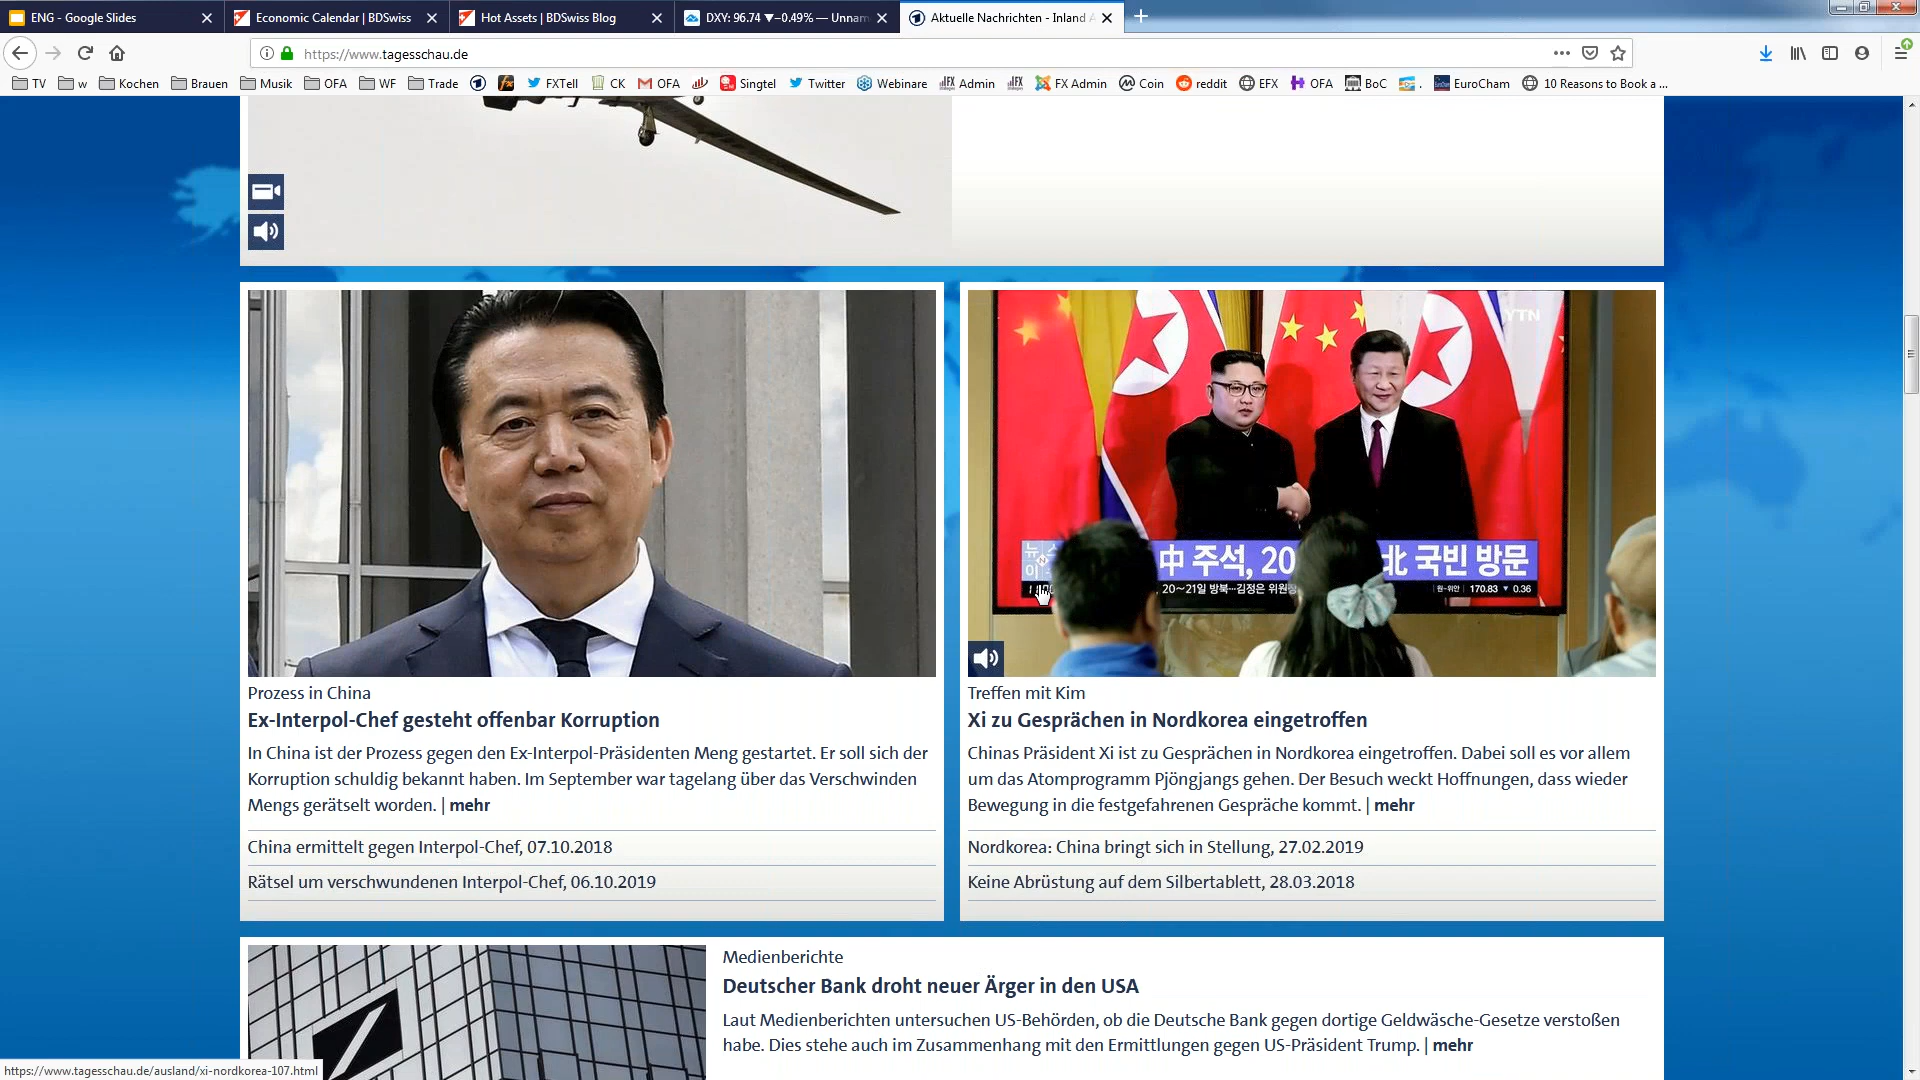 ENG - Google Slides
Economic Calendar | BDSwiss
Hot Assets | BDSwiss Blog
DXY: 96.74 ▼−0.49% — Unnam
Aktuelle Nachrichten - Inland A
https://www.tagesschau.de
TV w Kochen Brauen Musik OFA WF Trade FXTell CK OFA Singtel Twitter Webinare Admin FX Admin Coin reddit EFX OFA BoC . EuroCham 10 Reasons to Book a ...
YTN
中 주석, 20 北 국빈 방문
20~21일 방북···김정은 위원장
원-위안 170.83 ▼ 0.36
Prozess in China
Ex-Interpol-Chef gesteht offenbar Korruption
In China ist der Prozess gegen den Ex-Interpol-Präsidenten Meng gestartet. Er soll sich der
Korruption schuldig bekannt haben. Im September war tagelang über das Verschwinden
Mengs gerätselt worden. | mehr
China ermittelt gegen Interpol-Chef, 07.10.2018
Rätsel um verschwundenen Interpol-Chef, 06.10.2019
Treffen mit Kim
Xi zu Gesprächen in Nordkorea eingetroffen
Chinas Präsident Xi ist zu Gesprächen in Nordkorea eingetroffen. Dabei soll es vor allem
um das Atomprogramm Pjöngjangs gehen. Der Besuch weckt Hoffnungen, dass wieder
Bewegung in die festgefahrenen Gespräche kommt. | mehr
Nordkorea: China bringt sich in Stellung, 27.02.2019
Keine Abrüstung auf dem Silbertablett, 28.03.2018
Medienberichte
Deutscher Bank droht neuer Ärger in den USA
Laut Medienberichten untersuchen US-Behörden, ob die Deutsche Bank gegen dortige Geldwäsche-Gesetze verstoßen
habe. Dies stehe auch im Zusammenhang mit den Ermittlungen gegen US-Präsident Trump. | mehr
https://www.tagesschau.de/ausland/xi-nordkorea-107.html